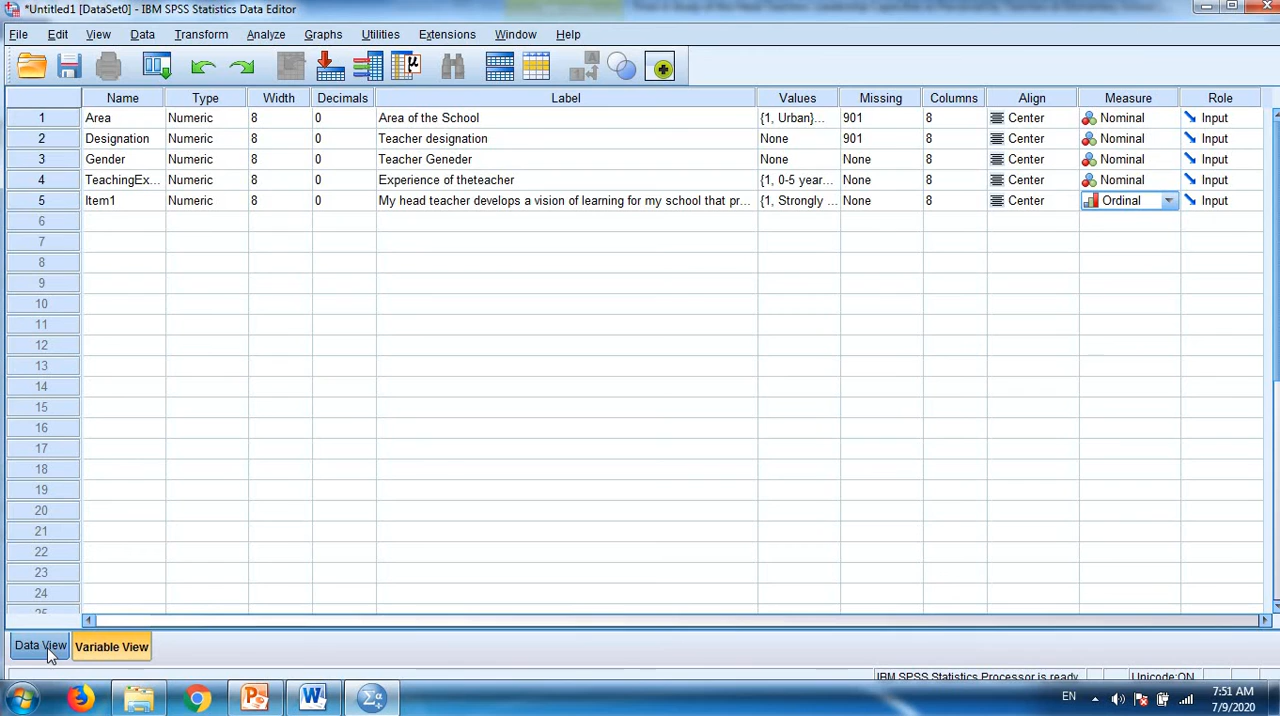 *Untitled1 [DataSet0] - IBM SPSS Statistics Data Editor
File Edit View Data Transform Analyze Graphs Utilities Extensions Window Help
Name Type Width Decimals Label Values Missing Columns Align Measure Role
1 Area Numeric 8 0 Area of the School {1, Urban}... 901 8 Center Nominal Input
2 Designation Numeric 8 0 Teacher designation None 901 8 Center Nominal Input
3 Gender Numeric 8 0 Teacher Geneder None None 8 Center Nominal Input
4 TeachingEx... Numeric 8 0 Experience of theteacher {1, 0-5 year... None 8 Center Nominal Input
5 Item1 Numeric 8 0 My head teacher develops a vision of learning for my school that pr... {1, Strongly ... None 8 Center Ordinal Input
6
7
8
9
10
11
12
13
14
15
16
17
18
19
20
21
22
23
24
25
Data View Variable View
IBM SPSS Statistics Processor is ready Unicode:ON
EN 7:51 AM
7/9/2020